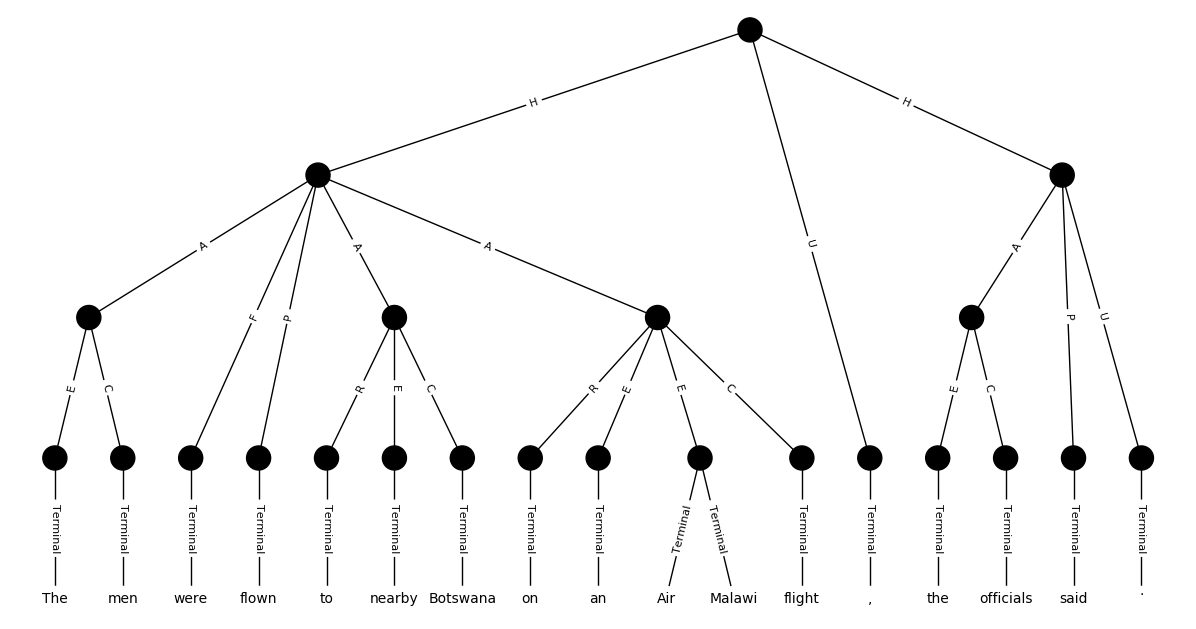 H H
A F P A A U A P U
E C R E C R E E C E C
Terminal Terminal Terminal Terminal Terminal Terminal Terminal Terminal Terminal Terminal Terminal Terminal Terminal Terminal Terminal Terminal Terminal
The men were flown to nearby Botswana on an Air Malawi flight , the officials said .